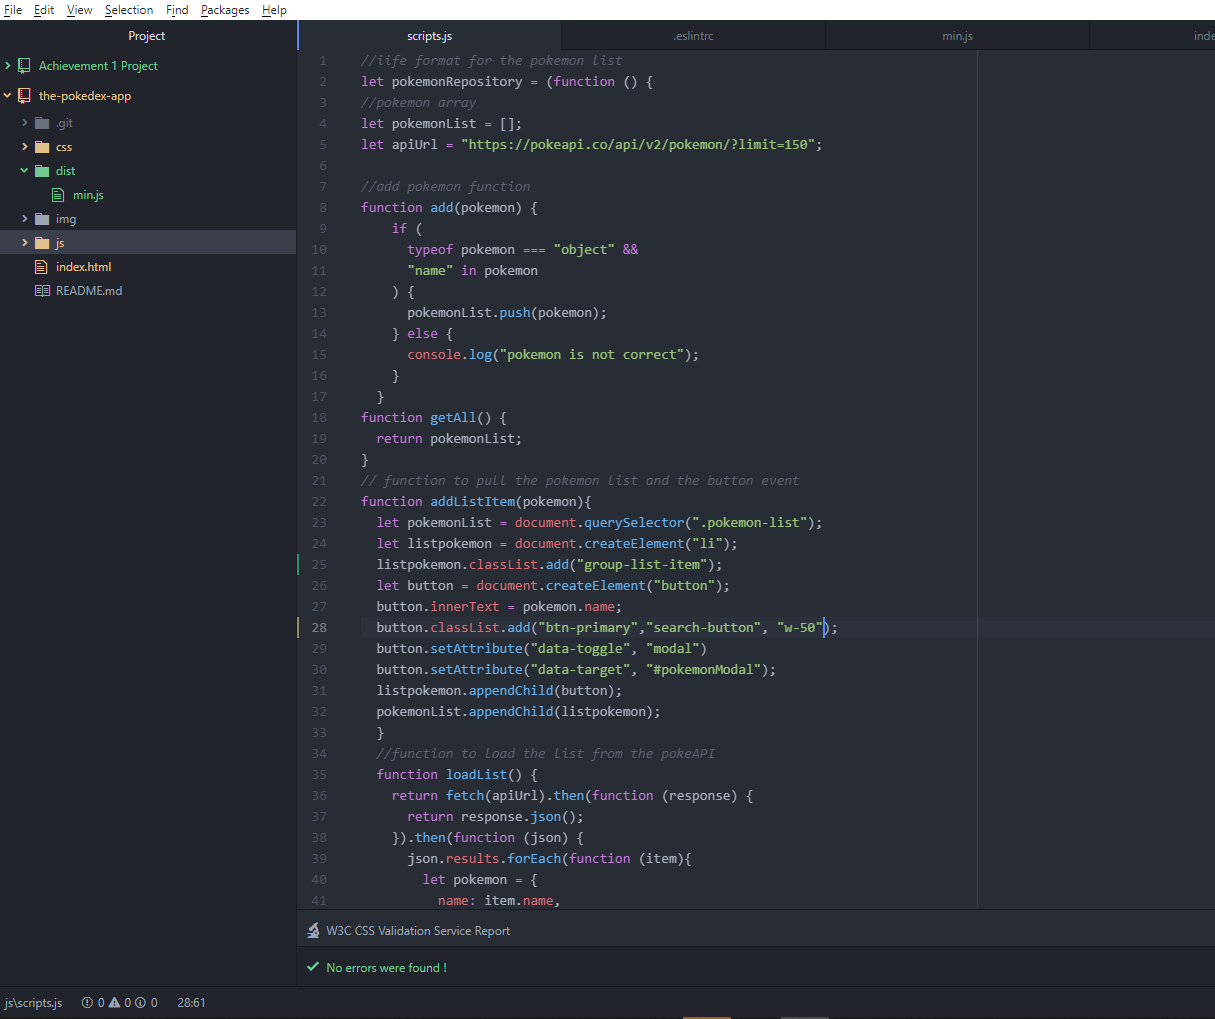 File Edit View Selection Find Packages Help
Project
Achievement 1 Project
the-pokedex-app
.git
css
dist
min.js
img
js
index.html
README.md
scripts.js .eslintrc min.js inde
1 //iife format for the pokemon list
2 let pokemonRepository = (function () {
3 //pokemon array
4 let pokemonList = [];
5 let apiUrl = "https://pokeapi.co/api/v2/pokemon/?limit=150";
6
7 //add pokemon function
8 function add(pokemon) {
9 if (
10 typeof pokemon === "object" &&
11 "name" in pokemon
12 ) {
13 pokemonList.push(pokemon);
14 } else {
15 console.log("pokemon is not correct");
16 }
17 }
18 function getAll() {
19 return pokemonList;
20 }
21 // function to pull the pokemon list and the button event
22 function addListItem(pokemon){
23 let pokemonList = document.querySelector(".pokemon-list");
24 let listpokemon = document.createElement("li");
25 listpokemon.classList.add("group-list-item");
26 let button = document.createElement("button");
27 button.innerText = pokemon.name;
28 button.classList.add("btn-primary","search-button", "w-50");
29 button.setAttribute("data-toggle", "modal")
30 button.setAttribute("data-target", "#pokemonModal");
31 listpokemon.appendChild(button);
32 pokemonList.appendChild(listpokemon);
33 }
34 //function to load the list from the pokeAPI
35 function loadList() {
36 return fetch(apiUrl).then(function (response) {
37 return response.json();
38 }).then(function (json) {
39 json.results.forEach(function (item){
40 let pokemon = {
41 name: item.name,
W3C CSS Validation Service Report
No errors were found !
js\scripts.js 0 0 0 28:61